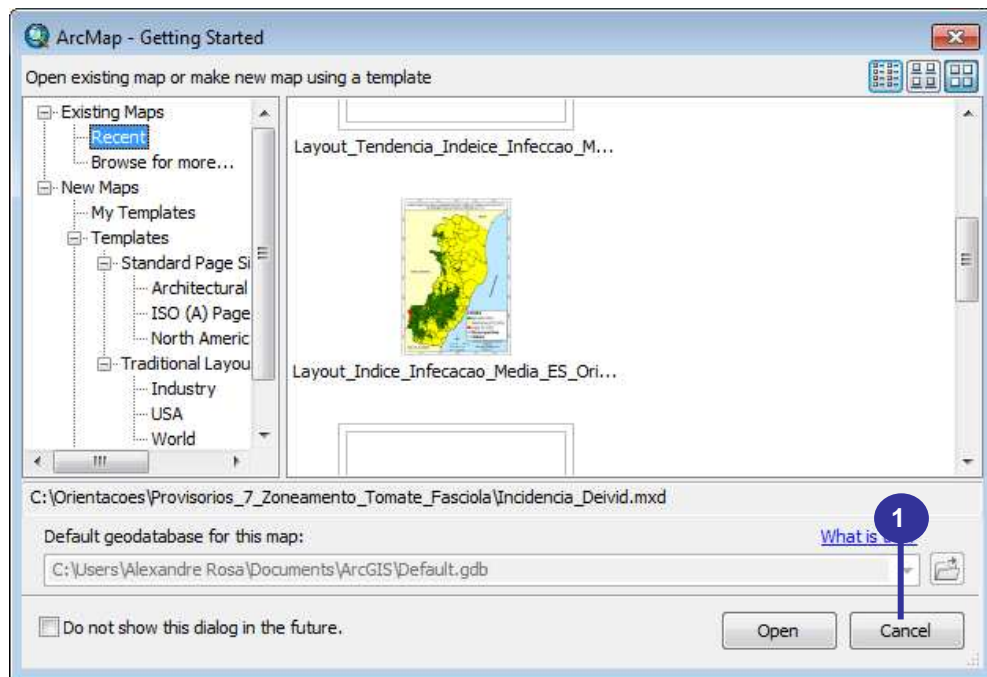 ArcMap - Getting Started
Open existing map or make new map using a template
Existing Maps
Recent
Browse for more...
New Maps
My Templates
Templates
Standard Page Si
Architectural
ISO (A) Page
North Americ
Traditional Layou
Industry
USA
World
Layout_Tendencia_Indeice_Infeccao_M...
Layout_Indice_Infecacao_Media_ES_Ori...
C:\Orientacoes\Provisorios_7_Zoneamento_Tomate_Fasciola\Incidencia_Deivid.mxd
Default geodatabase for this map:
What is
1
C:\Users\Alexandre Rosa\Documents\ArcGIS\Default.gdb
Do not show this dialog in the future.
Open
Cancel